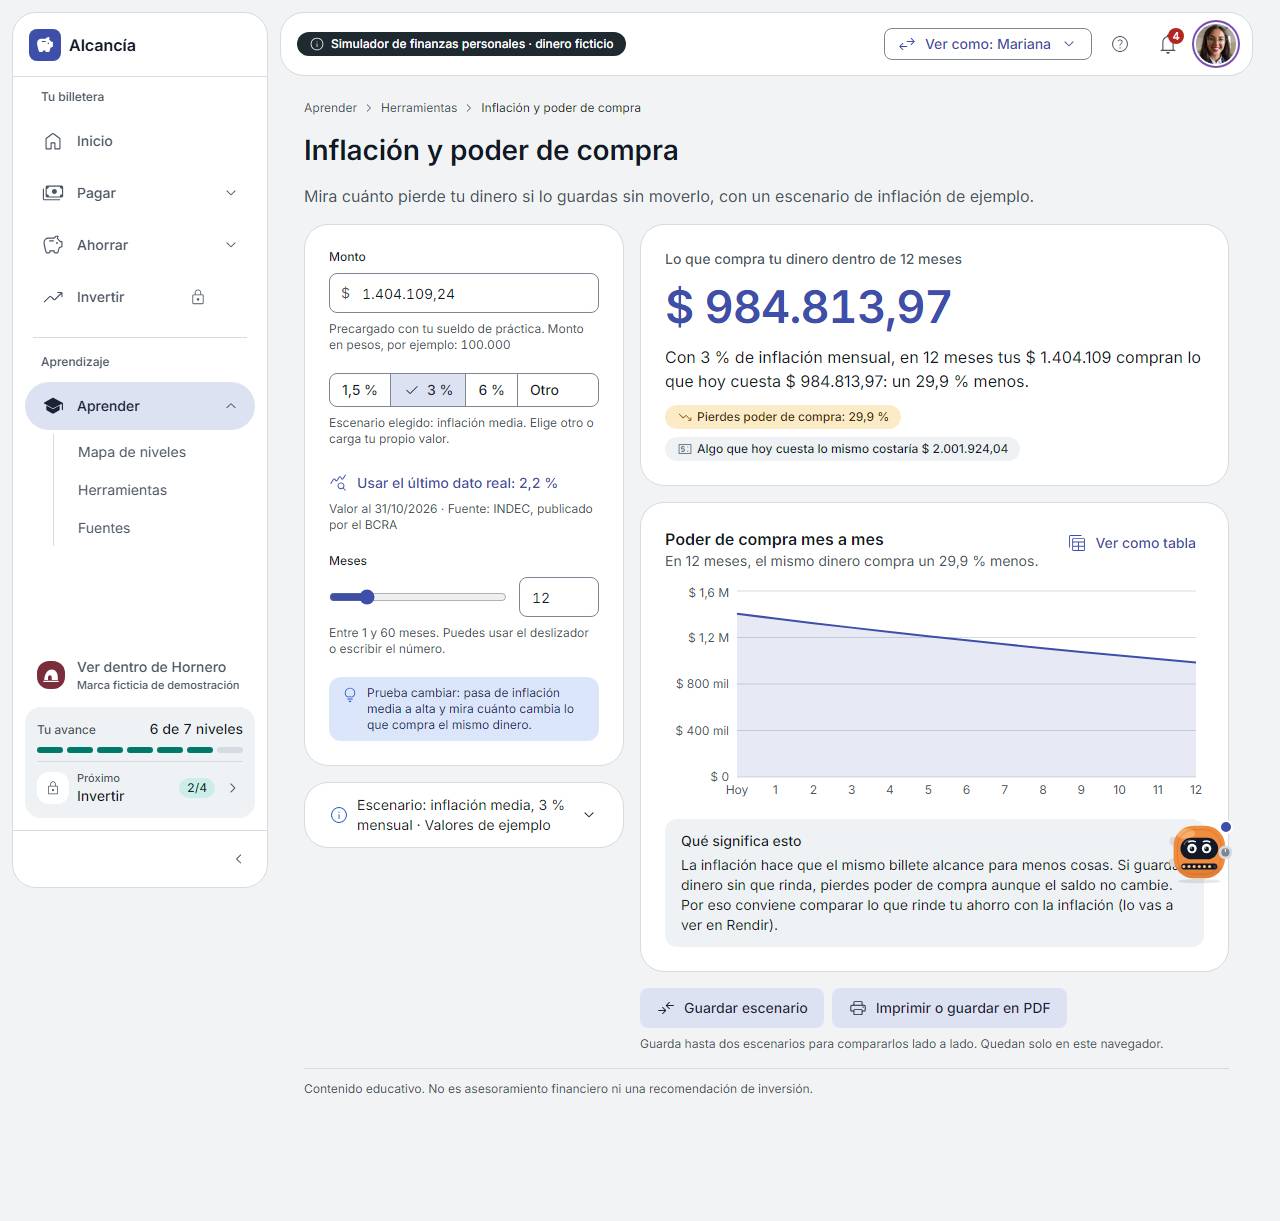 Alcancía
Simulador de finanzas personales · dinero ficticio
Ver como: Mariana
4
Tu billetera
Inicio
Pagar
Ahorrar
Invertir
Aprendizaje
Aprender
Mapa de niveles
Herramientas
Fuentes
Ver dentro de Hornero
Marca ficticia de demostración
Tu avance
6 de 7 niveles
Próximo
Invertir
2/4
Aprender
Herramientas
Inflación y poder de compra
Inflación y poder de compra
Mira cuánto pierde tu dinero si lo guardas sin moverlo, con un escenario de inflación de ejemplo.
Monto
$ 1.404.109,24
Precargado con tu sueldo de práctica. Monto
en pesos, por ejemplo: 100.000
1,5 %
3 %
6 %
Otro
Escenario elegido: inflación media. Elige otro o
carga tu propio valor.
Usar el último dato real: 2,2 %
Valor al 31/10/2026 · Fuente: INDEC, publicado
por el BCRA
Meses
12
Entre 1 y 60 meses. Puedes usar el deslizador
o escribir el número.
Prueba cambiar: pasa de inflación
media a alta y mira cuánto cambia lo
que compra el mismo dinero.
Escenario: inflación media, 3 %
mensual · Valores de ejemplo
Lo que compra tu dinero dentro de 12 meses
$ 984.813,97
Con 3 % de inflación mensual, en 12 meses tus $ 1.404.109 compran lo
que hoy cuesta $ 984.813,97: un 29,9 % menos.
Pierdes poder de compra: 29,9 %
Algo que hoy cuesta lo mismo costaría $ 2.001.924,04
Poder de compra mes a mes
Ver como tabla
En 12 meses, el mismo dinero compra un 29,9 % menos.
$ 1,6 M
$ 1,2 M
$ 800 mil
$ 400 mil
$ 0
Hoy 1 2 3 4 5 6 7 8 9 10 11 12
Qué significa esto
La inflación hace que el mismo billete alcance para menos cosas. Si
dinero sin que rinda, pierdes poder de compra aunque el saldo no cambie.
Por eso conviene comparar lo que rinde tu ahorro con la inflación (lo vas a
ver en Rendir).
Guardar escenario
Imprimir o guardar en PDF
Guarda hasta dos escenarios para compararlos lado a lado. Quedan solo en este navegador.
Contenido educativo. No es asesoramiento financiero ni una recomendación de inversión.